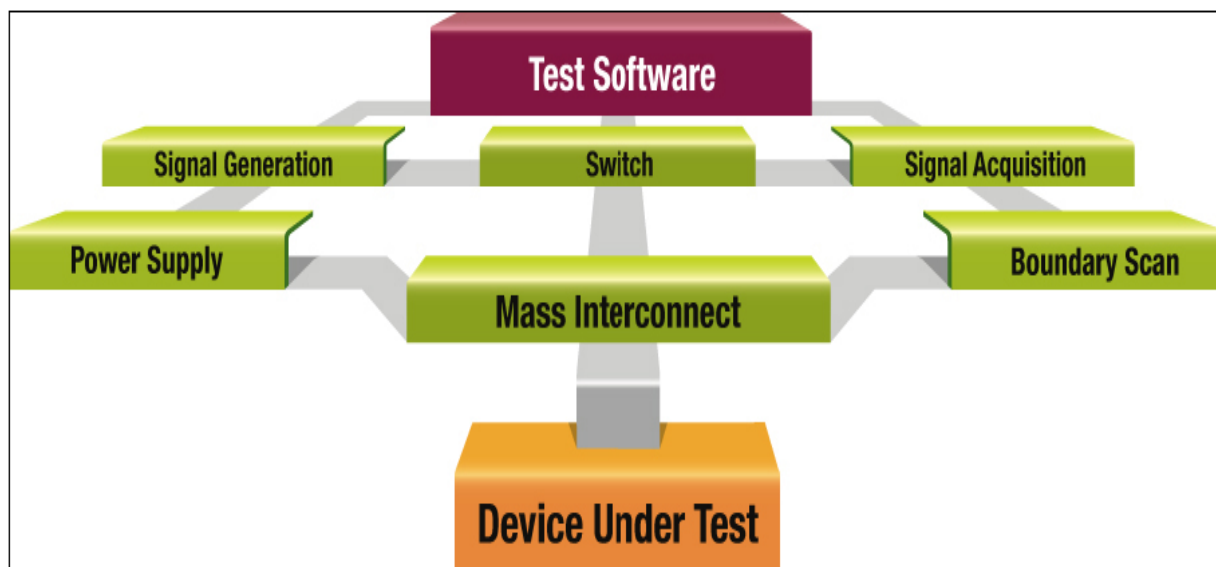 Test Software
Signal Generation
Switch
Signal Acquisition
Power Supply
Boundary Scan
Mass Interconnect
Device Under Test